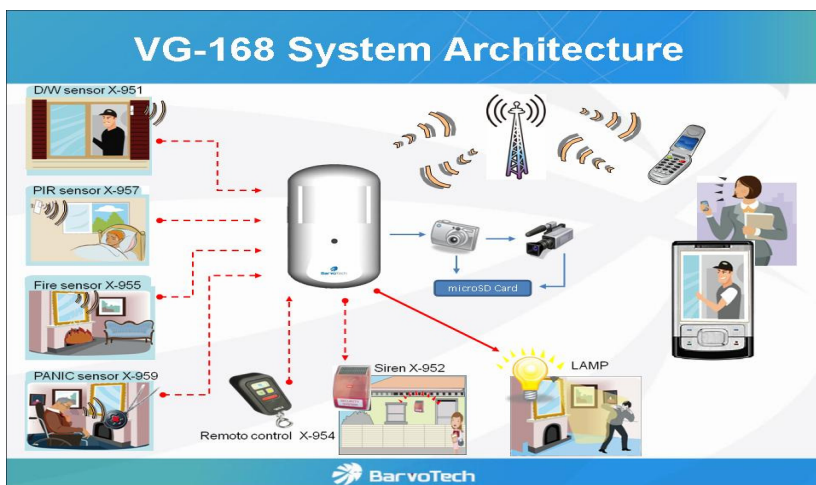 VG-168 System Architecture
D/W sensor X-951
PIR sensor X-957
Fire sensor X-955
PANIC sensor X-959
BarvoTech
microSD Card
Remoto control X-954
Siren X-952
LAMP
BarvoTech